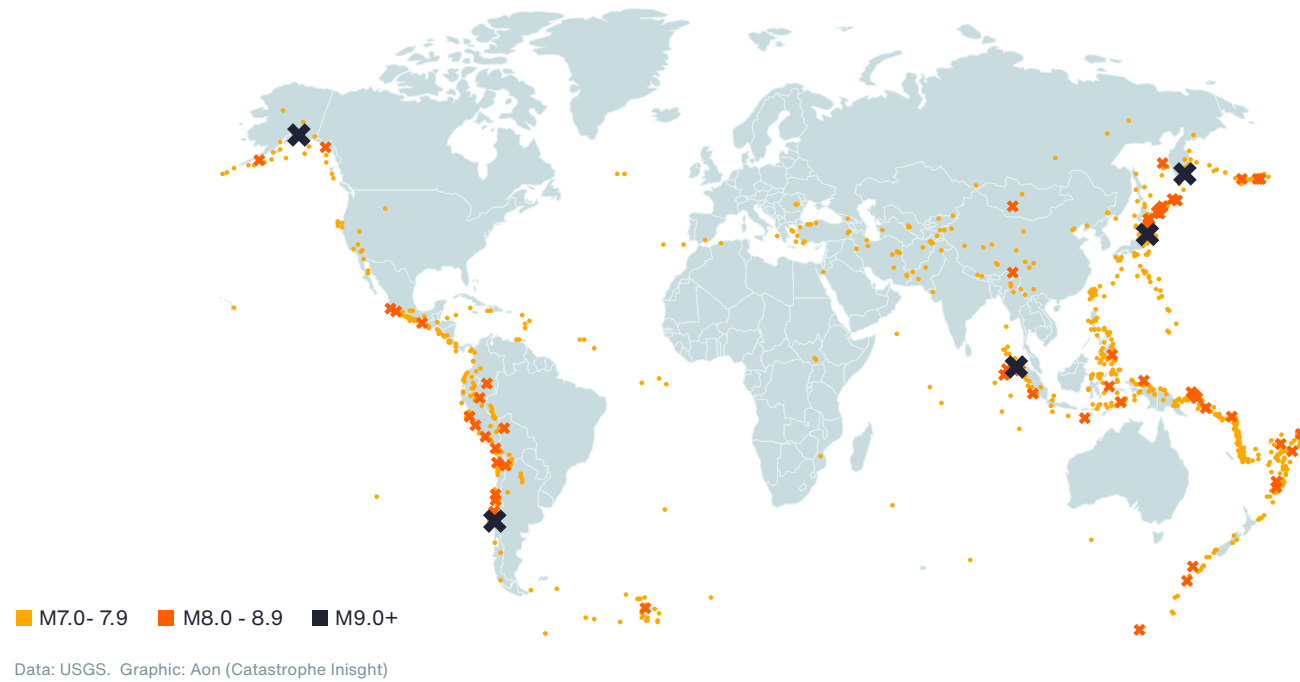 M7.0- 7.9 M8.0 - 8.9 M9.0+
Data: USGS. Graphic: Aon (Catastrophe Inisght)